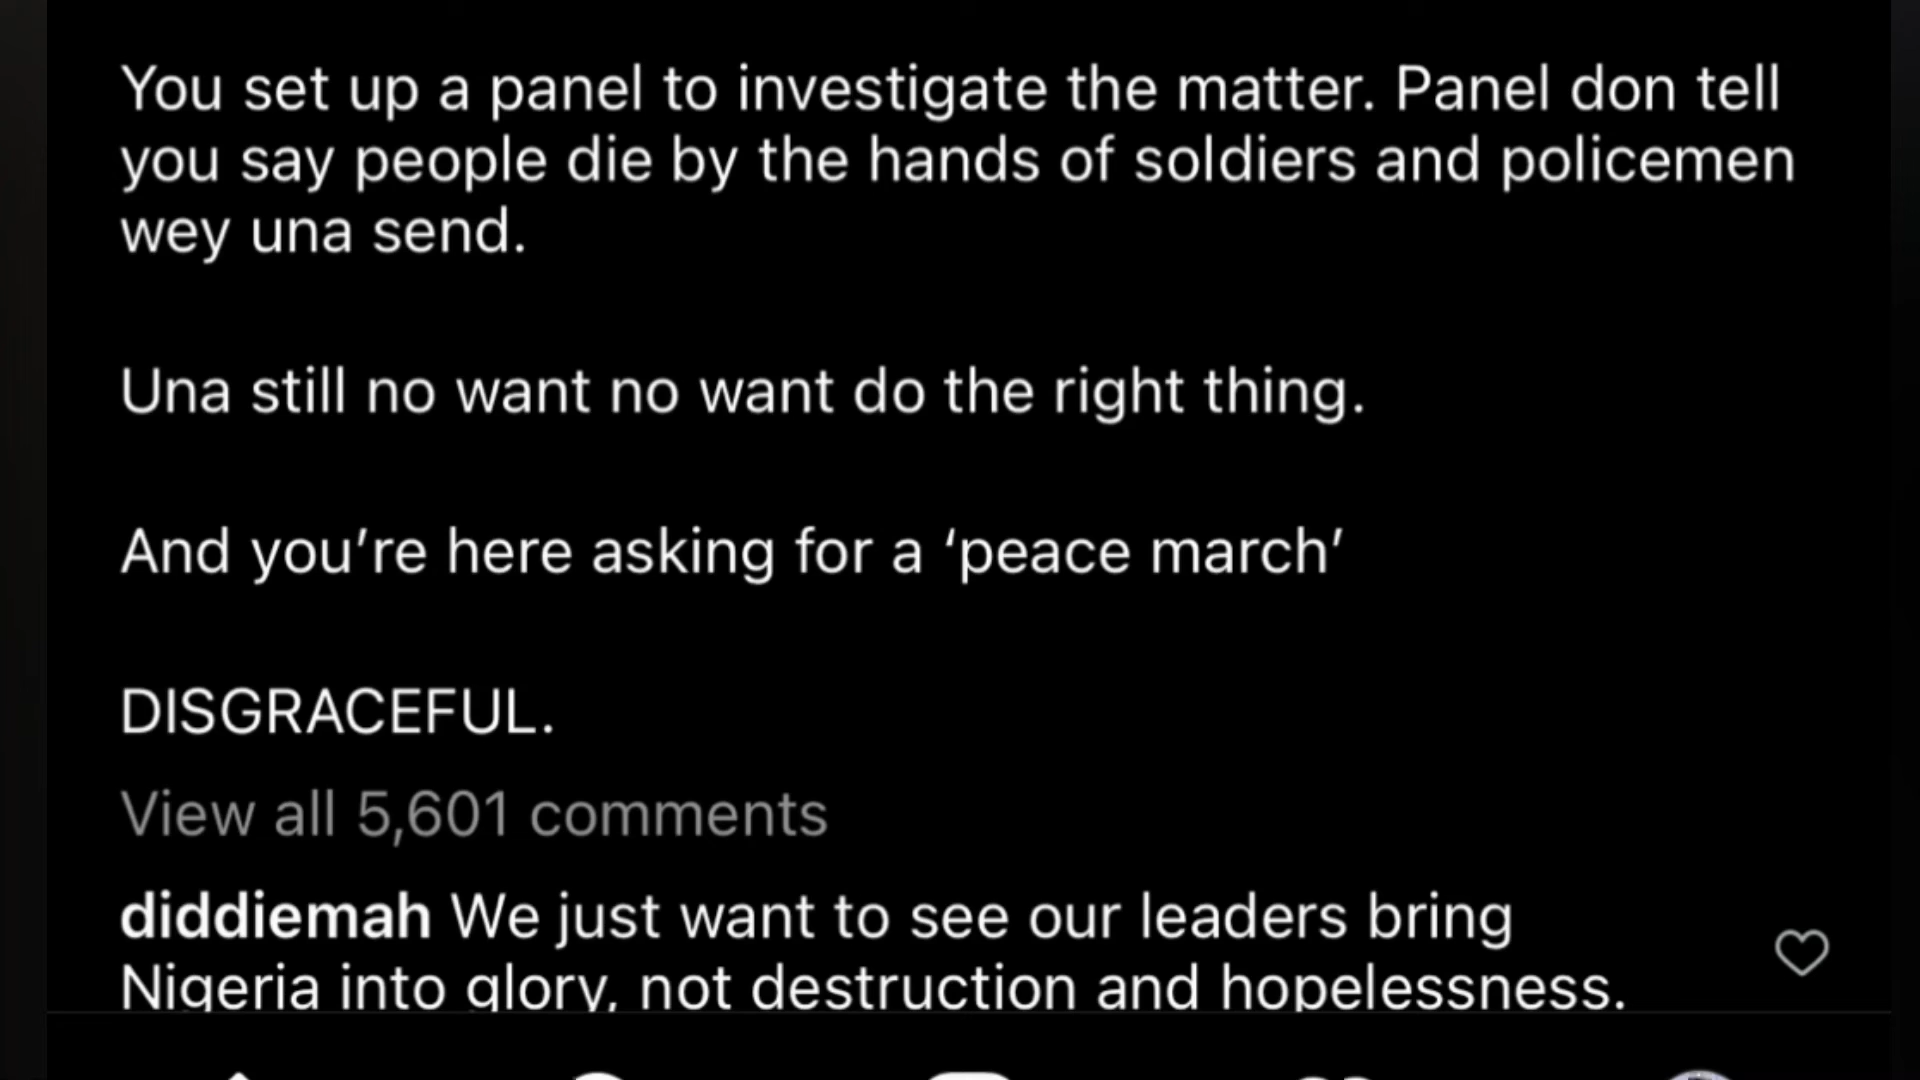 You set up a panel to investigate the matter. Panel don tell
you say people die by the hands of soldiers and policemen
wey una send.
Una still no want no want do the right thing.
And you’re here asking for a ‘peace march’
DISGRACEFUL.
View all 5,601 comments
diddiemah We just want to see our leaders bring
Nigeria into glory, not destruction and hopelessness.